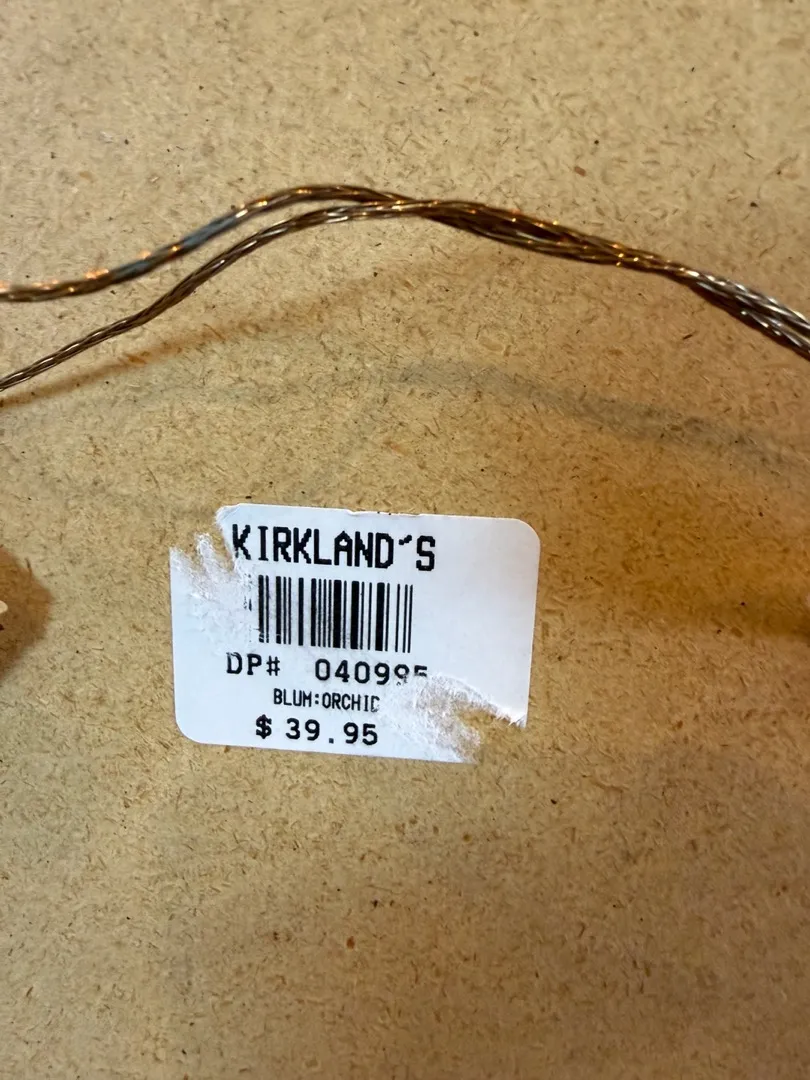 KIRKLAND'S
DP# 040995
BLUM:ORCHID
$ 39.95